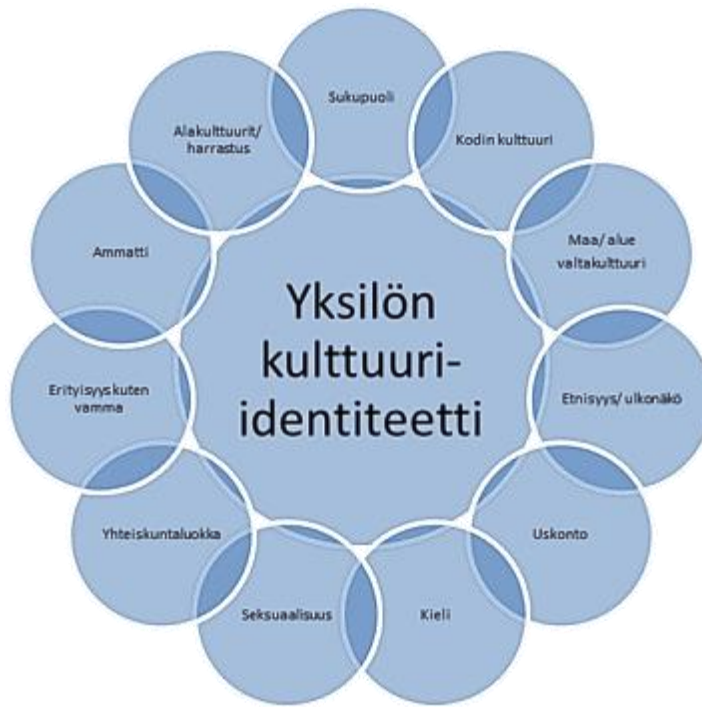 Sukupuoli
Kodin kulttuuri
Maa/ alue
valtakulttuuri
Etnisyys/ ulkonäkö
Uskonto
Kieli
Seksuaalisuus
Yhteiskuntaluokka
Erityisyys kuten
vamma
Ammatti
Alakulttuurit/
harrastus
Yksilön
kulttuuri-
identiteetti